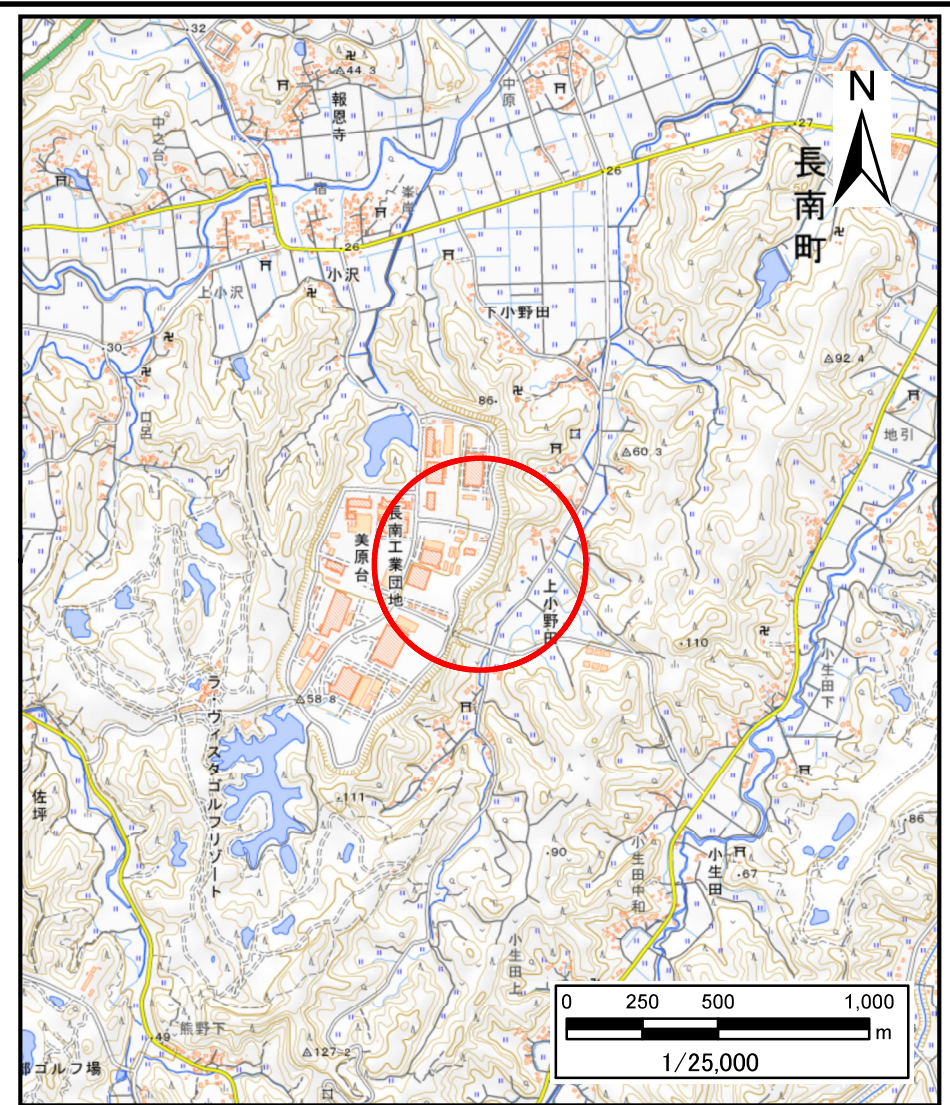 32
44.3
報恩寺
中原
50
N
27
長南町
50
26
中之台
宿
峯岸
26
小沢
上小沢
下小野田
30
92.4
86
口呂
地引
60.3
長南工業団地
美原台
上小野田
110
小生田下
58.8
ラ・ヴィスタゴルフリゾート
佐坪
111
86
90
小生田中和
小生田
67
小生田上
49
熊野下
127.2
部ゴルフ場
0 250 500 1,000
m
1/25,000